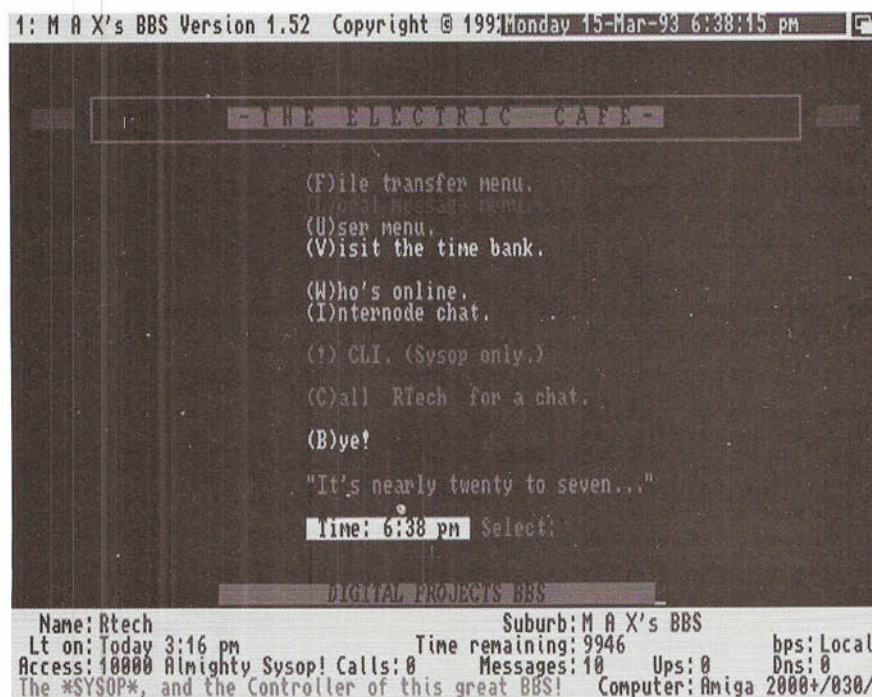 1: M A X's BBS Version 1.52 Copyright © 199 Monday 15-Mar-93 6:38:15 pm
-THE ELECTRIC CAFE-
(F)ile transfer menu.
(L)ocal message menu.
(U)ser menu.
(V)isit the time bank.
(W)ho's online.
(I)nternode chat.
(!) CLI. (Sysop only.)
(C)all RTech for a chat.
(B)ye!
"It's nearly twenty to seven..."
Time: 6:38 pm Select:
DIGITAL PROJECTS BBS
Name: Rtech Suburb: M A X's BBS
Lt on: Today 3:16 pm Time remaining: 9946 bps: Local
Access: 10000 Almighty Sysop! Calls: 0 Messages: 10 Ups: 0 Dns: 0
The *SYSOP*, and the Controller of this great BBS! Computer: Amiga 2000+/030/